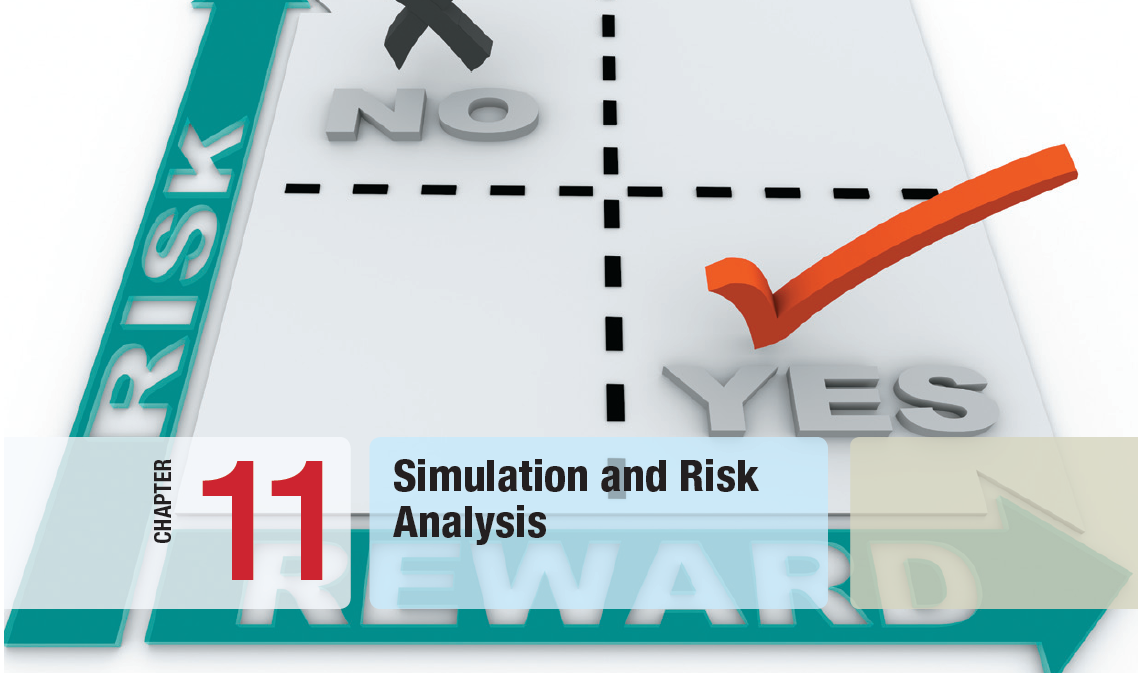 NO
RISK
YES
CHAPTER
11
Simulation and Risk
Analysis
REWARD